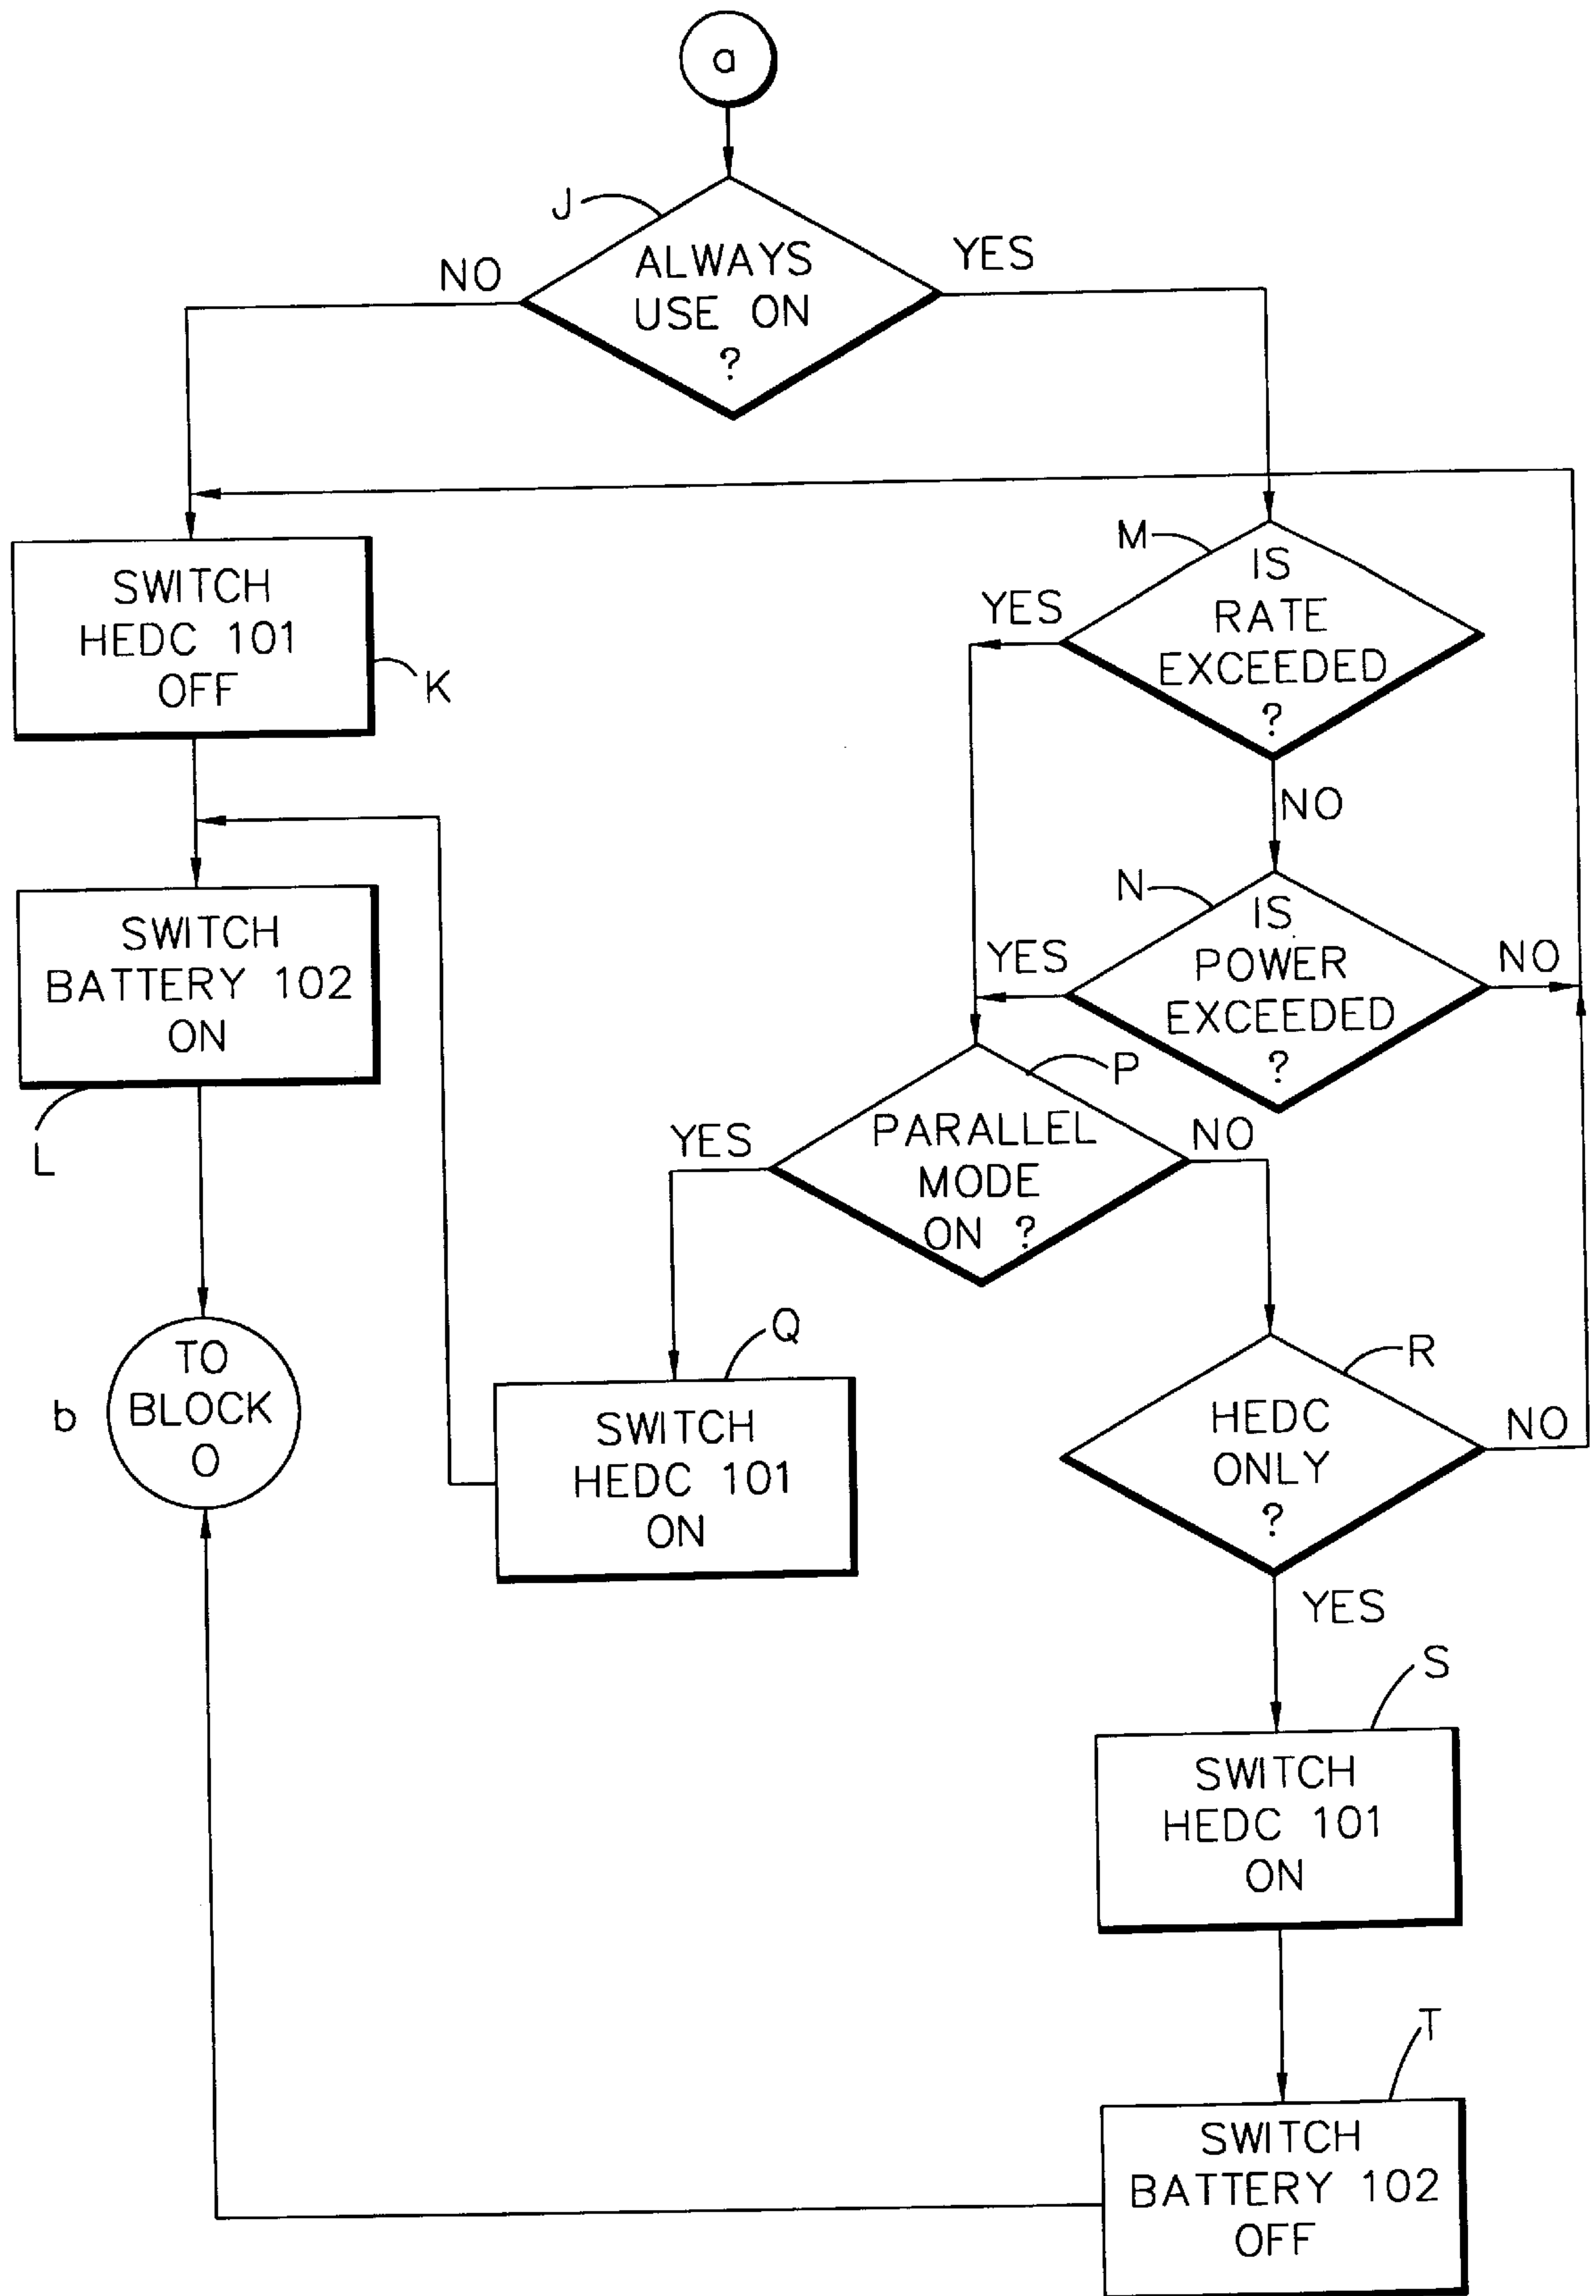 a
J
ALWAYS
USE ON
?
NO
YES
SWITCH
HEDC 101
OFF
K
M
IS
RATE
EXCEEDED
?
YES
NO
SWITCH
BATTERY 102
ON
L
N
IS
POWER
EXCEEDED
?
YES
NO
P
PARALLEL
MODE
ON ?
YES
NO
TO
BLOCK
O
b
Q
SWITCH
HEDC 101
ON
R
HEDC
ONLY
?
NO
YES
S
SWITCH
HEDC 101
ON
T
SWITCH
BATTERY 102
OFF